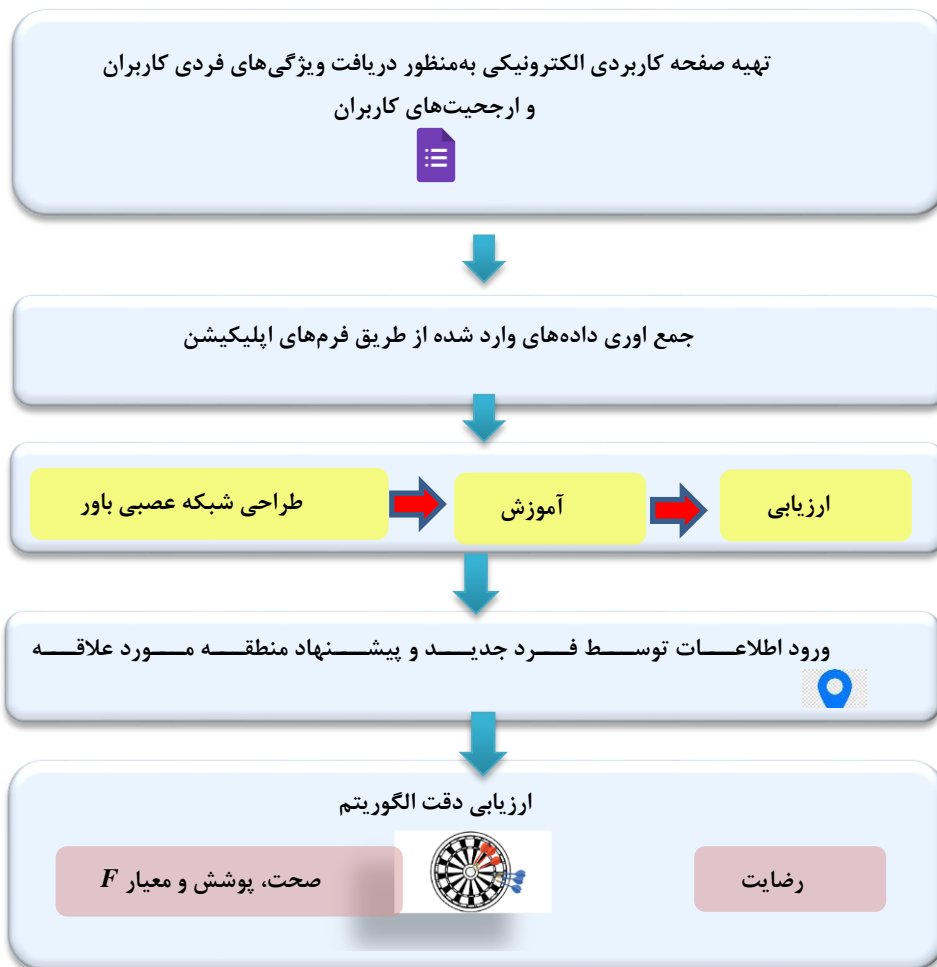 تهیه صفحه کاربردی الکترونیکی به‌منظور دریافت ویژگی‌های فردی کاربران
و ارجحیت‌های کاربران
جمع اوری داده‌های وارد شده از طریق فرم‌های اپلیکیشن
طراحی شبکه عصبی باور
آموزش
ارزیابی
ورود اطلاعـــات توســـط فـــرد جدیـــد و پیشـــنهاد منطقـــه مـــورد علاقـــه
ارزیابی دقت الگوریتم
صحت، پوشش و معیار F
رضایت